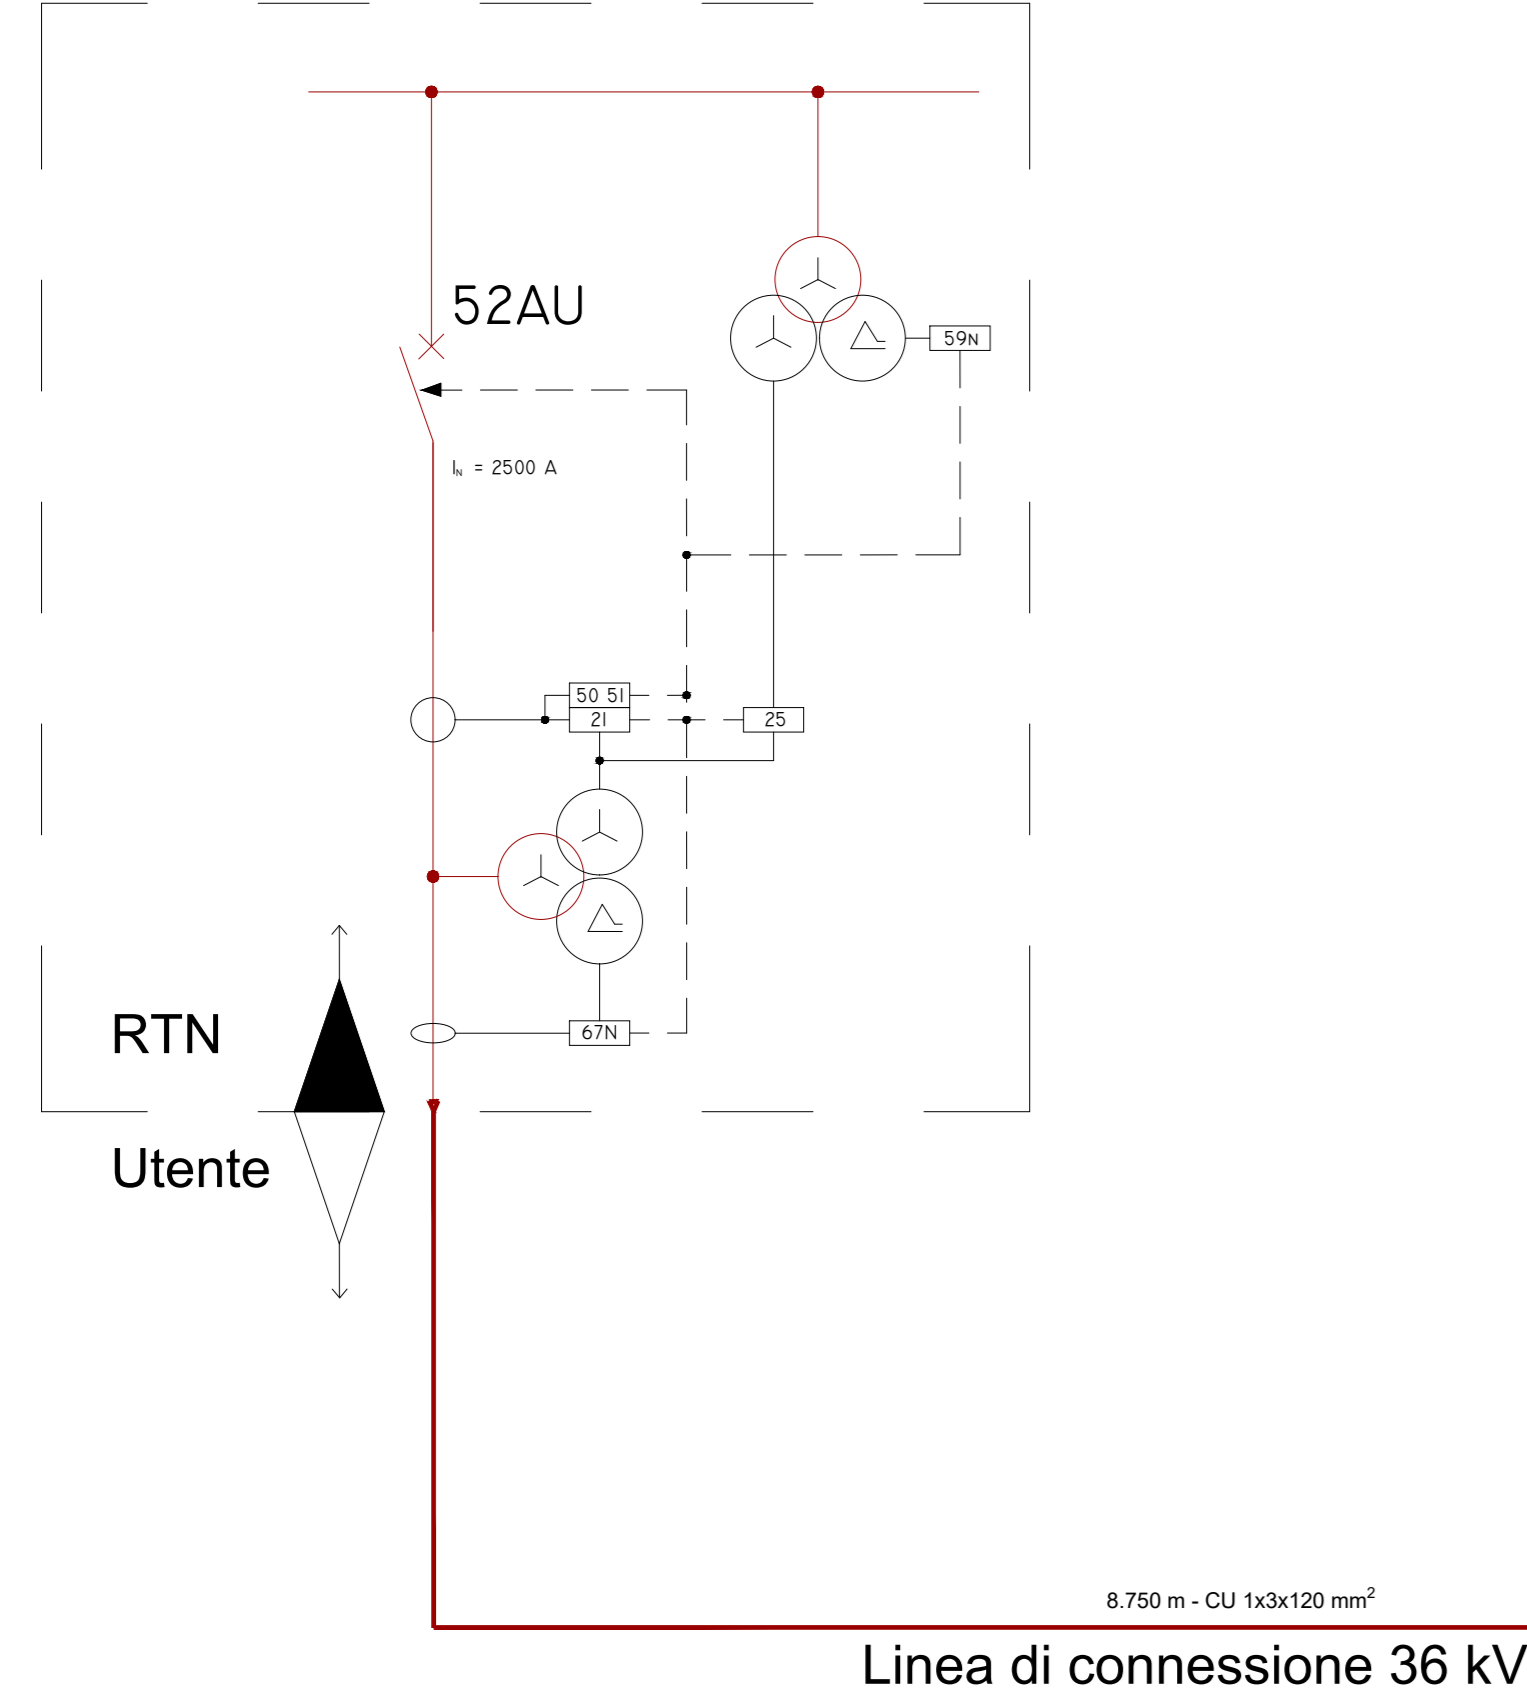 52AU
59N
I_N = 2500 A
50 51
21
25
RTN
67N
Utente
8.750 m - CU 1x3x120 mm²
Linea di connessione 36 kV